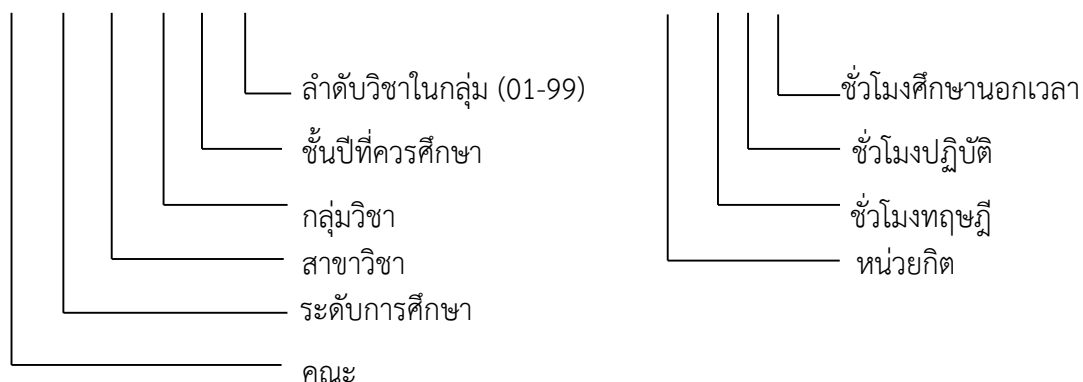 ลำดับวิชาในกลุ่ม (01-99)
ชั้นปีที่ควรศึกษา
กลุ่มวิชา
สาขาวิชา
ระดับการศึกษา
คณะ
ชั่วโมงศึกษานอกเวลา
ชั่วโมงปฏิบัติ
ชั่วโมงทฤษฎี
หน่วยกิต